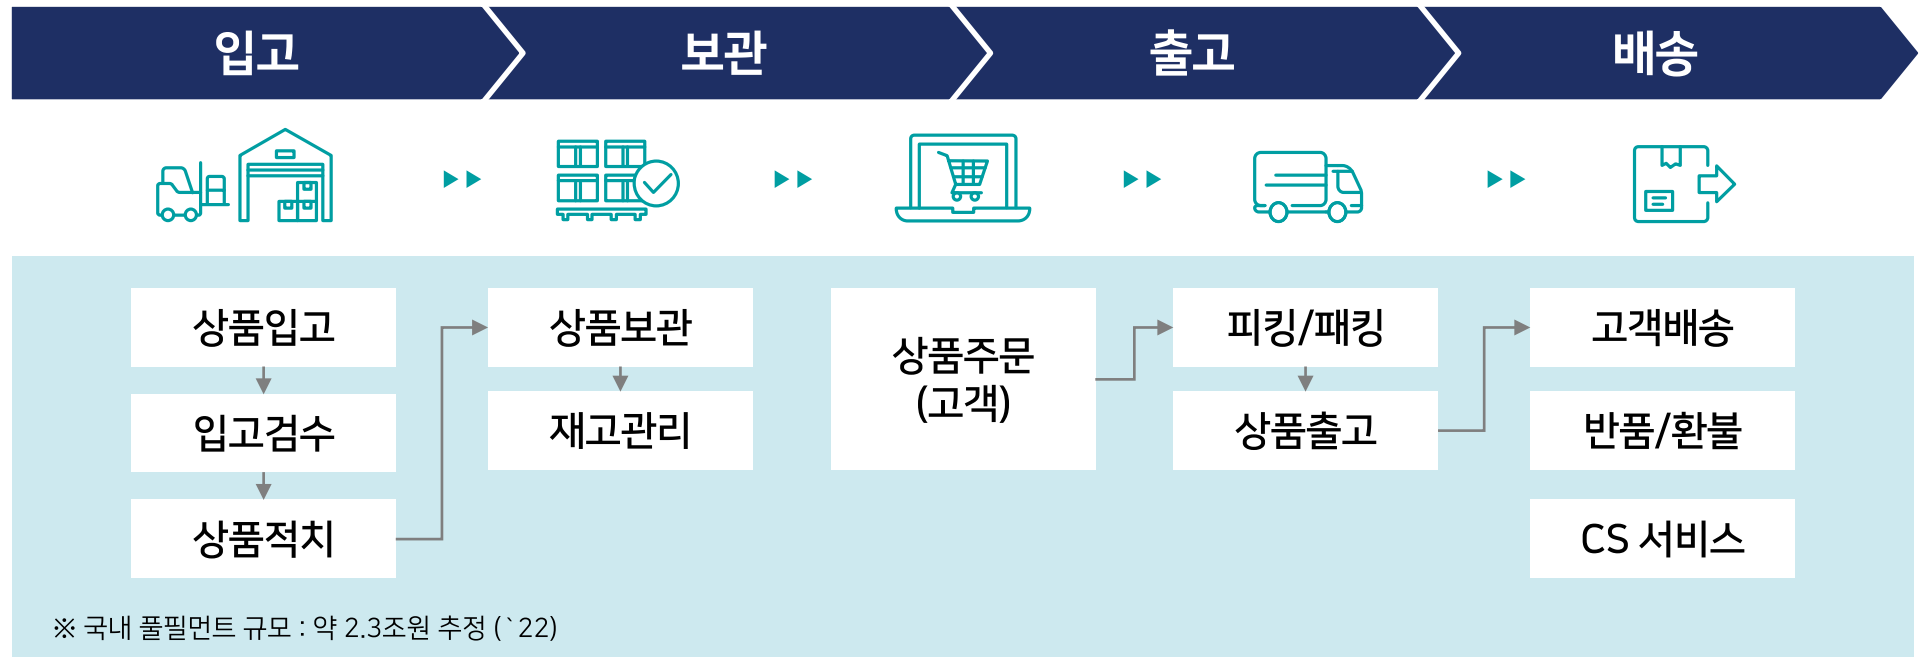 입고
보관
출고
배송
상품입고
입고검수
상품적치
상품보관
재고관리
상품주문
(고객)
피킹/패킹
상품출고
고객배송
반품/환불
CS 서비스
※ 국내 풀필먼트 규모 : 약 2.3조원 추정 (`22)